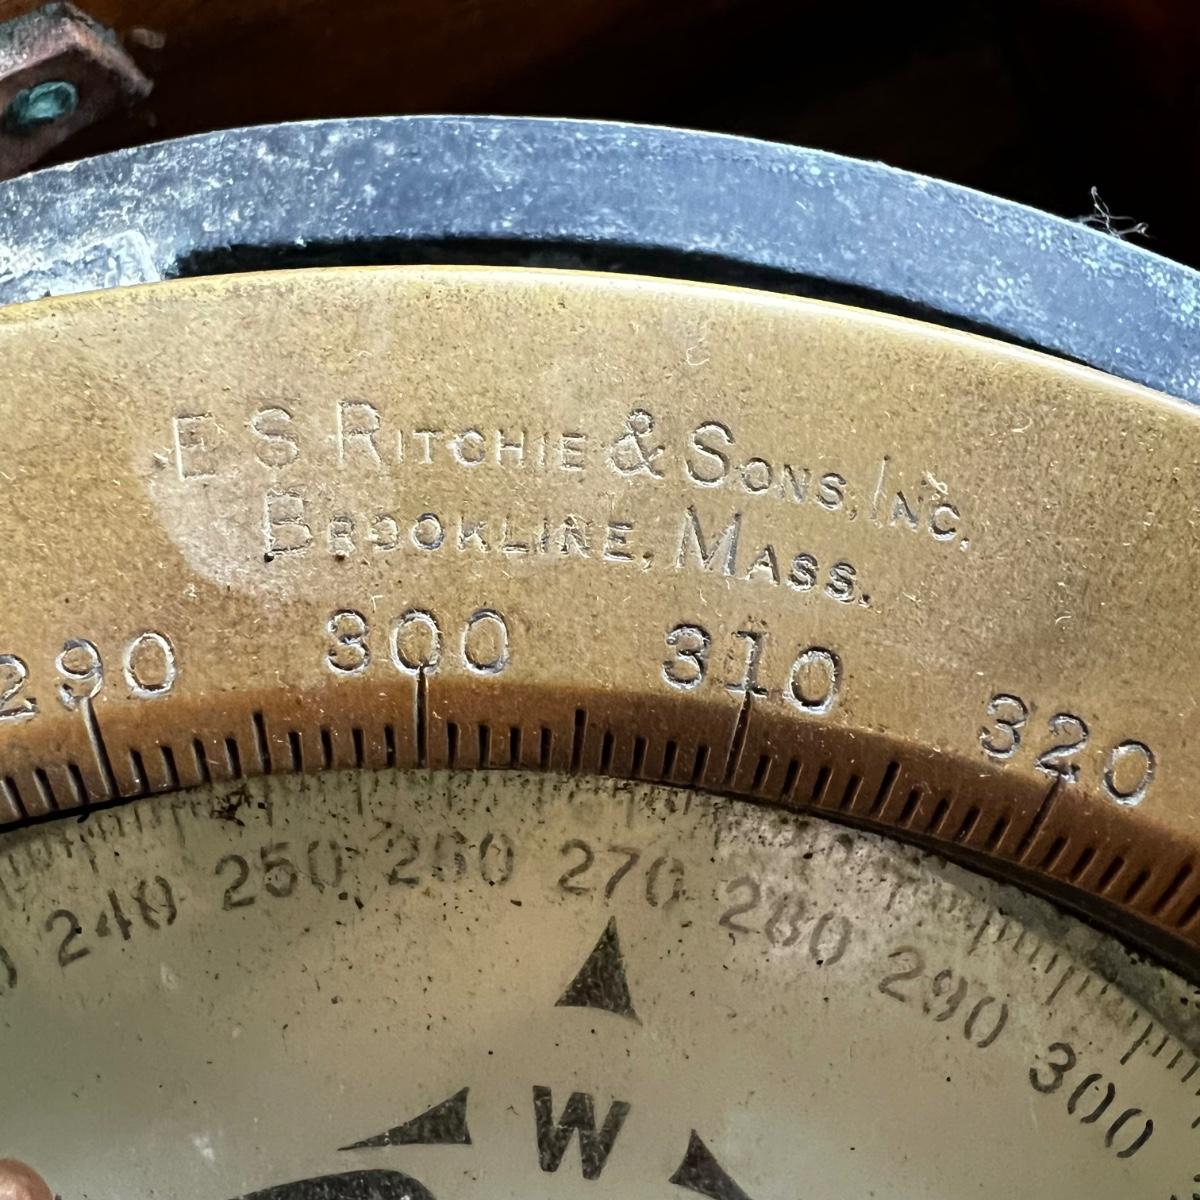 E S RITCHIE & SONS, INC.
BROOKLINE, MASS.
290 300 310 320
240 250 260 270 280 290 300
W